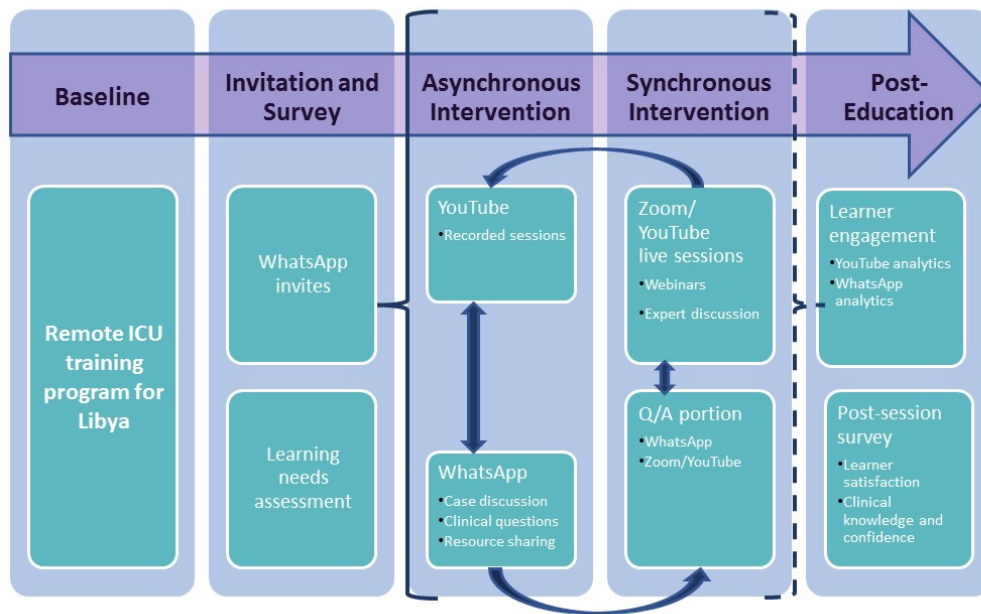 Baseline
Invitation and
Survey
Asynchronous
Intervention
Synchronous
Intervention
Post-
Education
Remote ICU
training
program for
Libya
WhatsApp
invites
Learning
needs
assessment
YouTube
•Recorded sessions
WhatsApp
•Case discussion
•Clinical questions
•Resource sharing
Zoom/
YouTube
live sessions
•Webinars
•Expert discussion
Q/A portion
•WhatsApp
•Zoom/YouTube
Learner
engagement
•YouTube analytics
•WhatsApp
analytics
Post-session
survey
•Learner
satisfaction
•Clinical
knowledge and
confidence